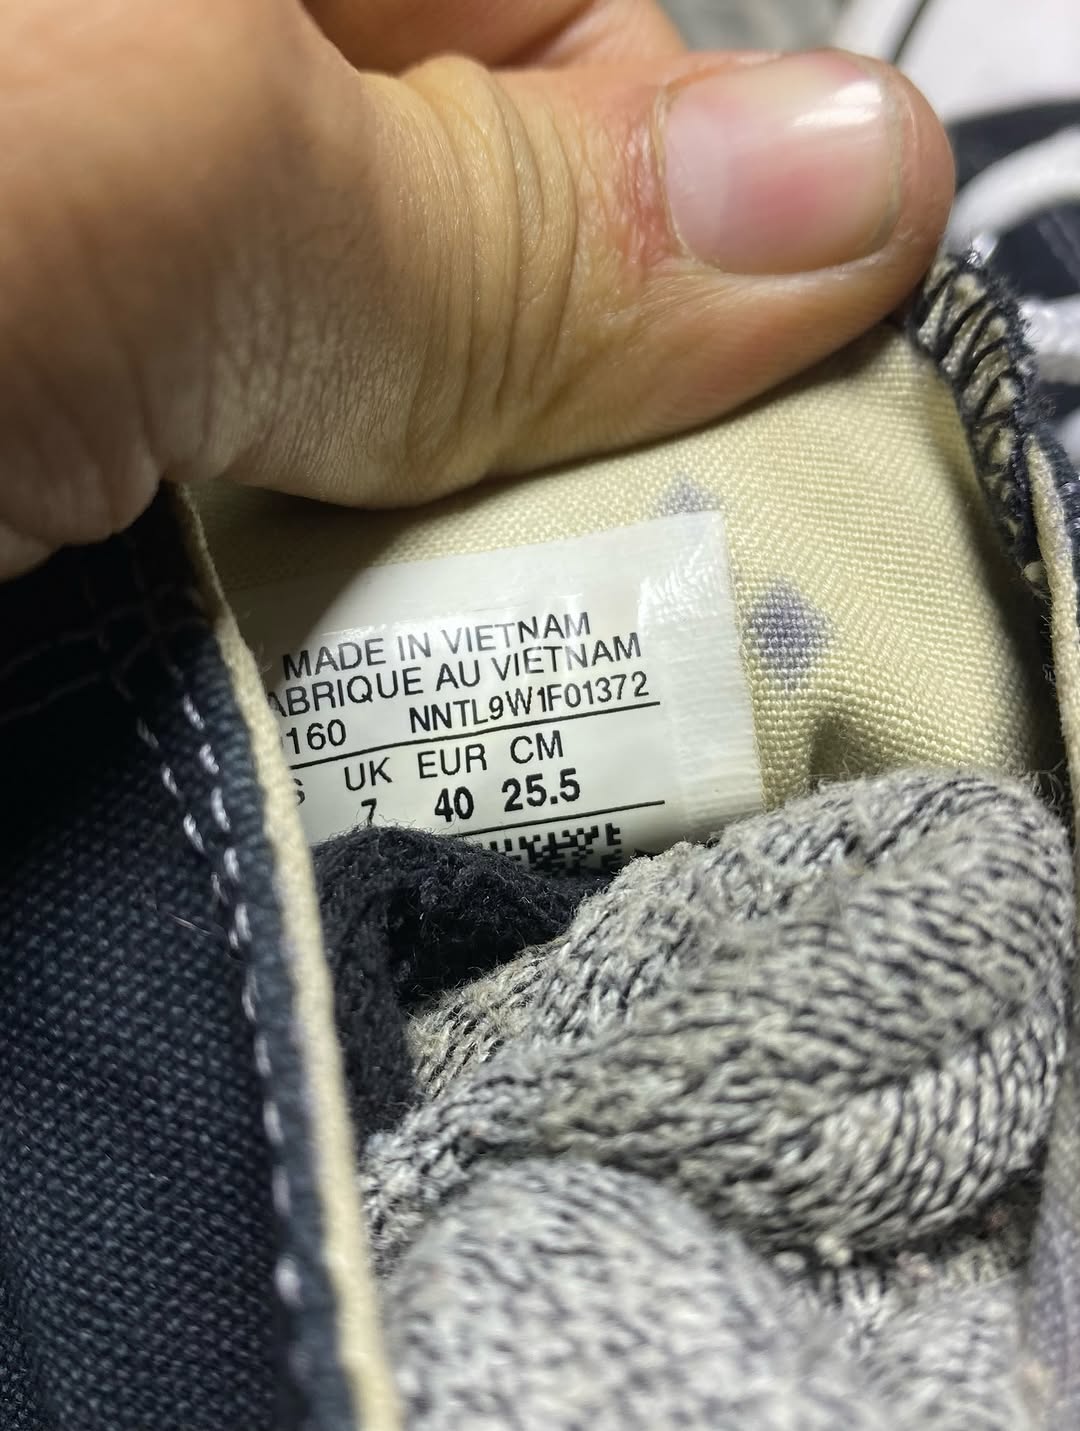 MADE IN VIETNAM
ABRIQUE AU VIETNAM
160 NNTL9W1F01372
S UK EUR CM
7 40 25.5